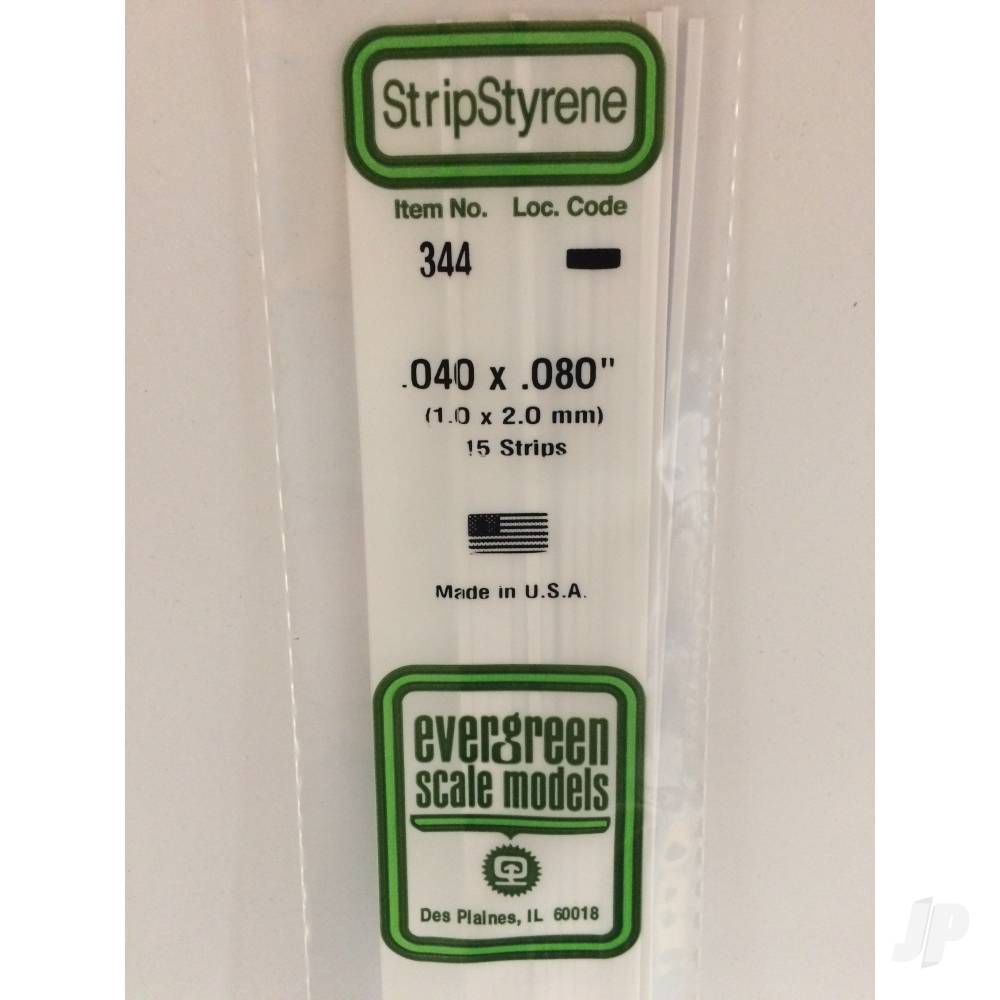 StripStyrene
Item No. Loc. Code
344
.040 x .080"
(1.0 x 2.0 mm)
15 Strips
Made in U.S.A.
evergreen
scale models
Des Plaines, IL 60018
JP